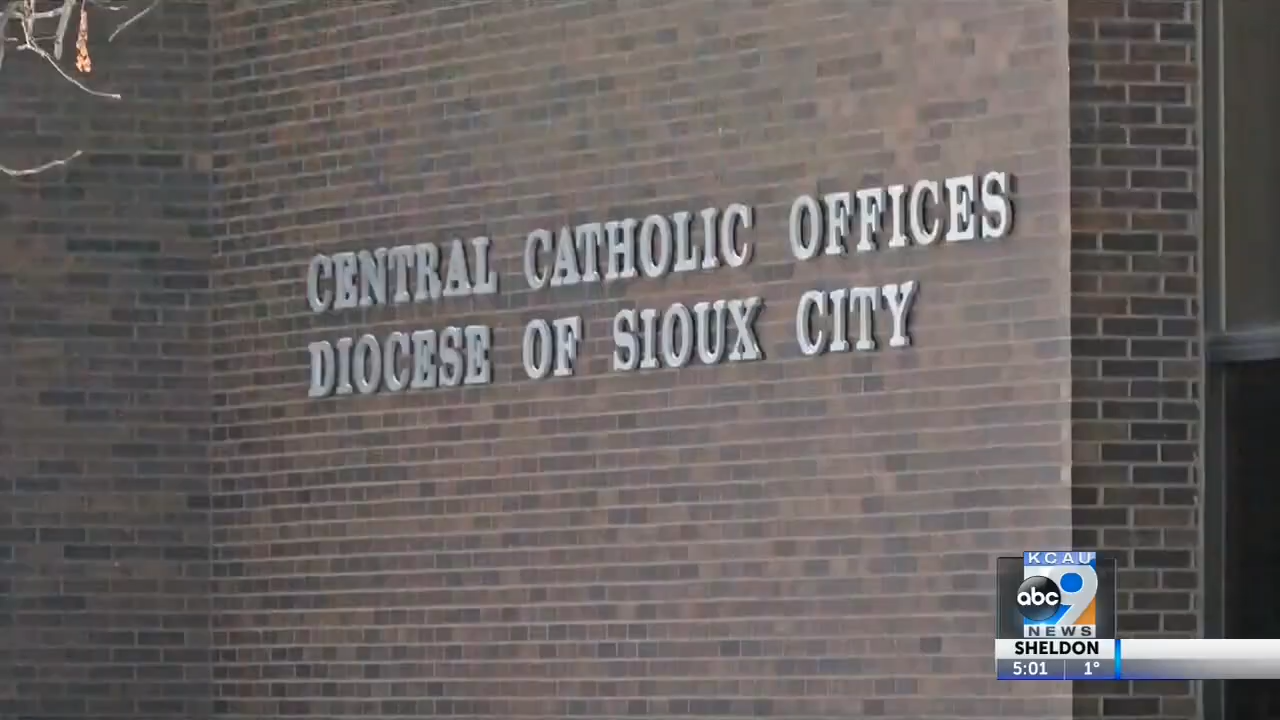 CENTRAL CATHOLIC OFFICES
DIOCESE OF SIOUX CITY
KCAU
abc 9
NEWS
SHELDON
5:01 1°